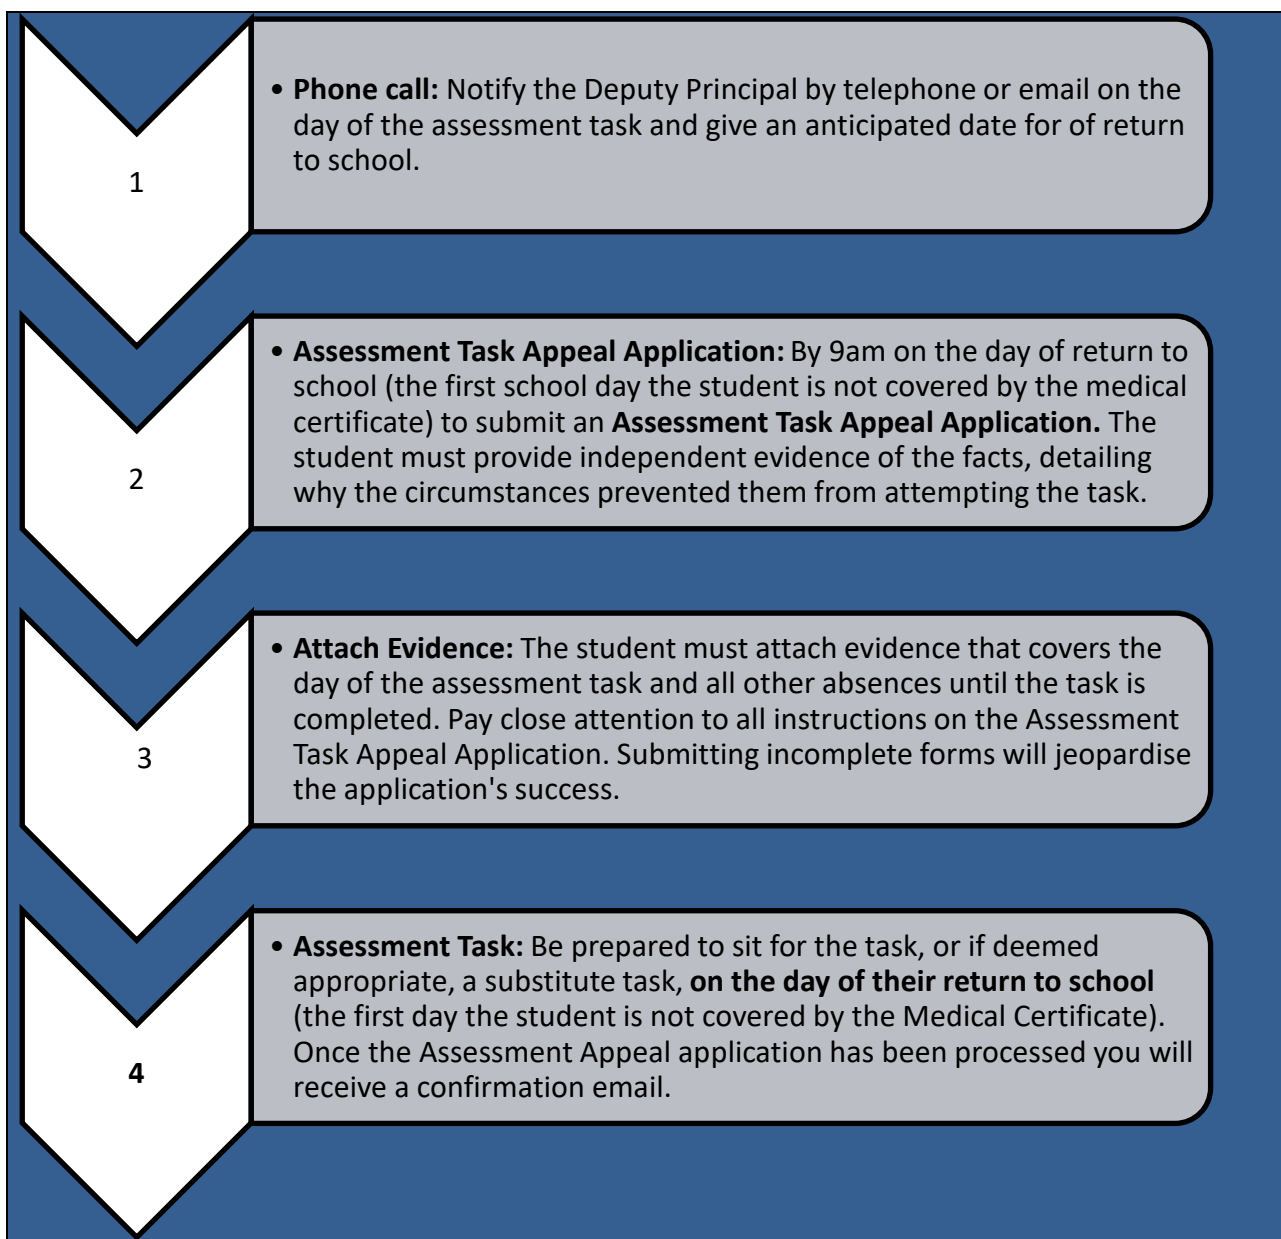 1
• Phone call: Notify the Deputy Principal by telephone or email on the
day of the assessment task and give an anticipated date for of return
to school.
2
• Assessment Task Appeal Application: By 9am on the day of return to
school (the first school day the student is not covered by the medical
certificate) to submit an Assessment Task Appeal Application. The
student must provide independent evidence of the facts, detailing
why the circumstances prevented them from attempting the task.
3
• Attach Evidence: The student must attach evidence that covers the
day of the assessment task and all other absences until the task is
completed. Pay close attention to all instructions on the Assessment
Task Appeal Application. Submitting incomplete forms will jeopardise
the application's success.
4
• Assessment Task: Be prepared to sit for the task, or if deemed
appropriate, a substitute task, on the day of their return to school
(the first day the student is not covered by the Medical Certificate).
Once the Assessment Appeal application has been processed you will
receive a confirmation email.